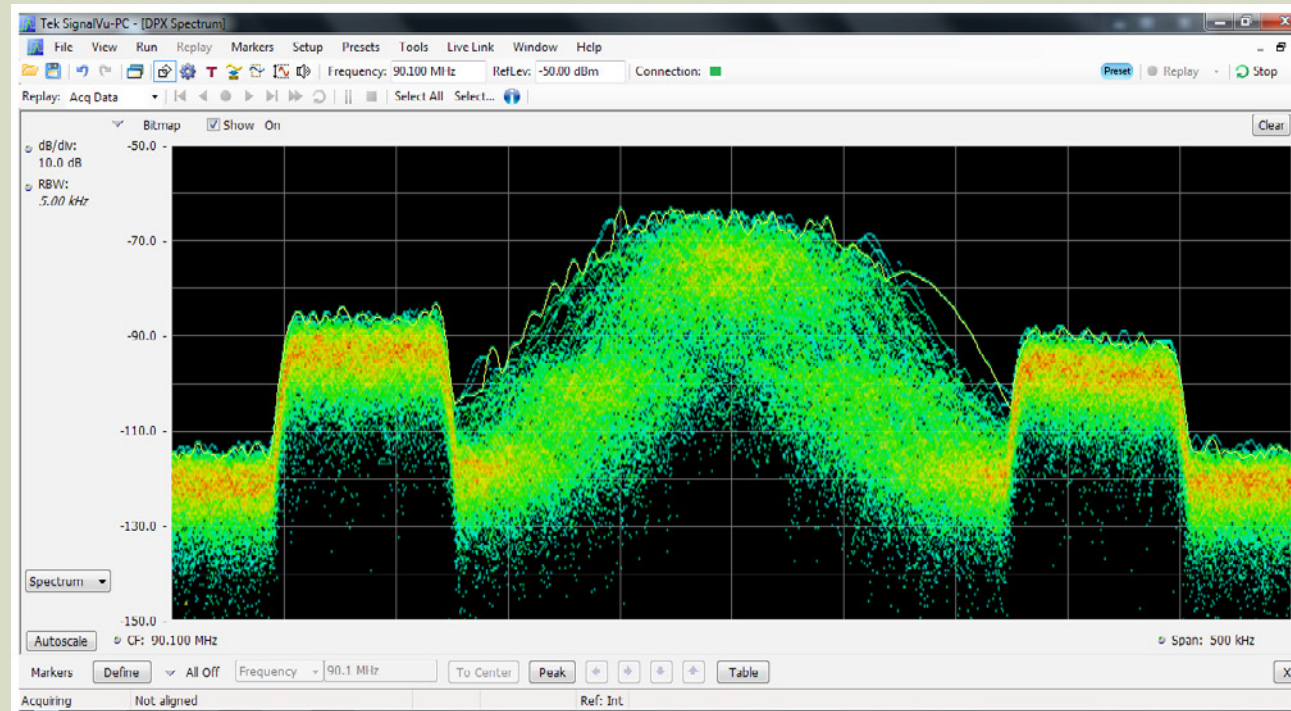 Tek SignalVu-PC - [DPX Spectrum]
File View Run Replay Markers Setup Presets Tools Live Link Window Help
Frequency: 90.100 MHz RefLev: -50.00 dBm Connection: Preset Replay Stop
Replay: Acq Data Select All Select...
Bitmap Show On Clear
dB/div: -50.0
10.0 dB
RBW:
5.00 kHz
-70.0
-90.0
-110.0
-130.0
Spectrum
-150.0
Autoscale CF: 90.100 MHz Span: 500 kHz
Markers Define All Off Frequency 90.1 MHz To Center Peak Table X
Acquiring Not aligned Ref: Int